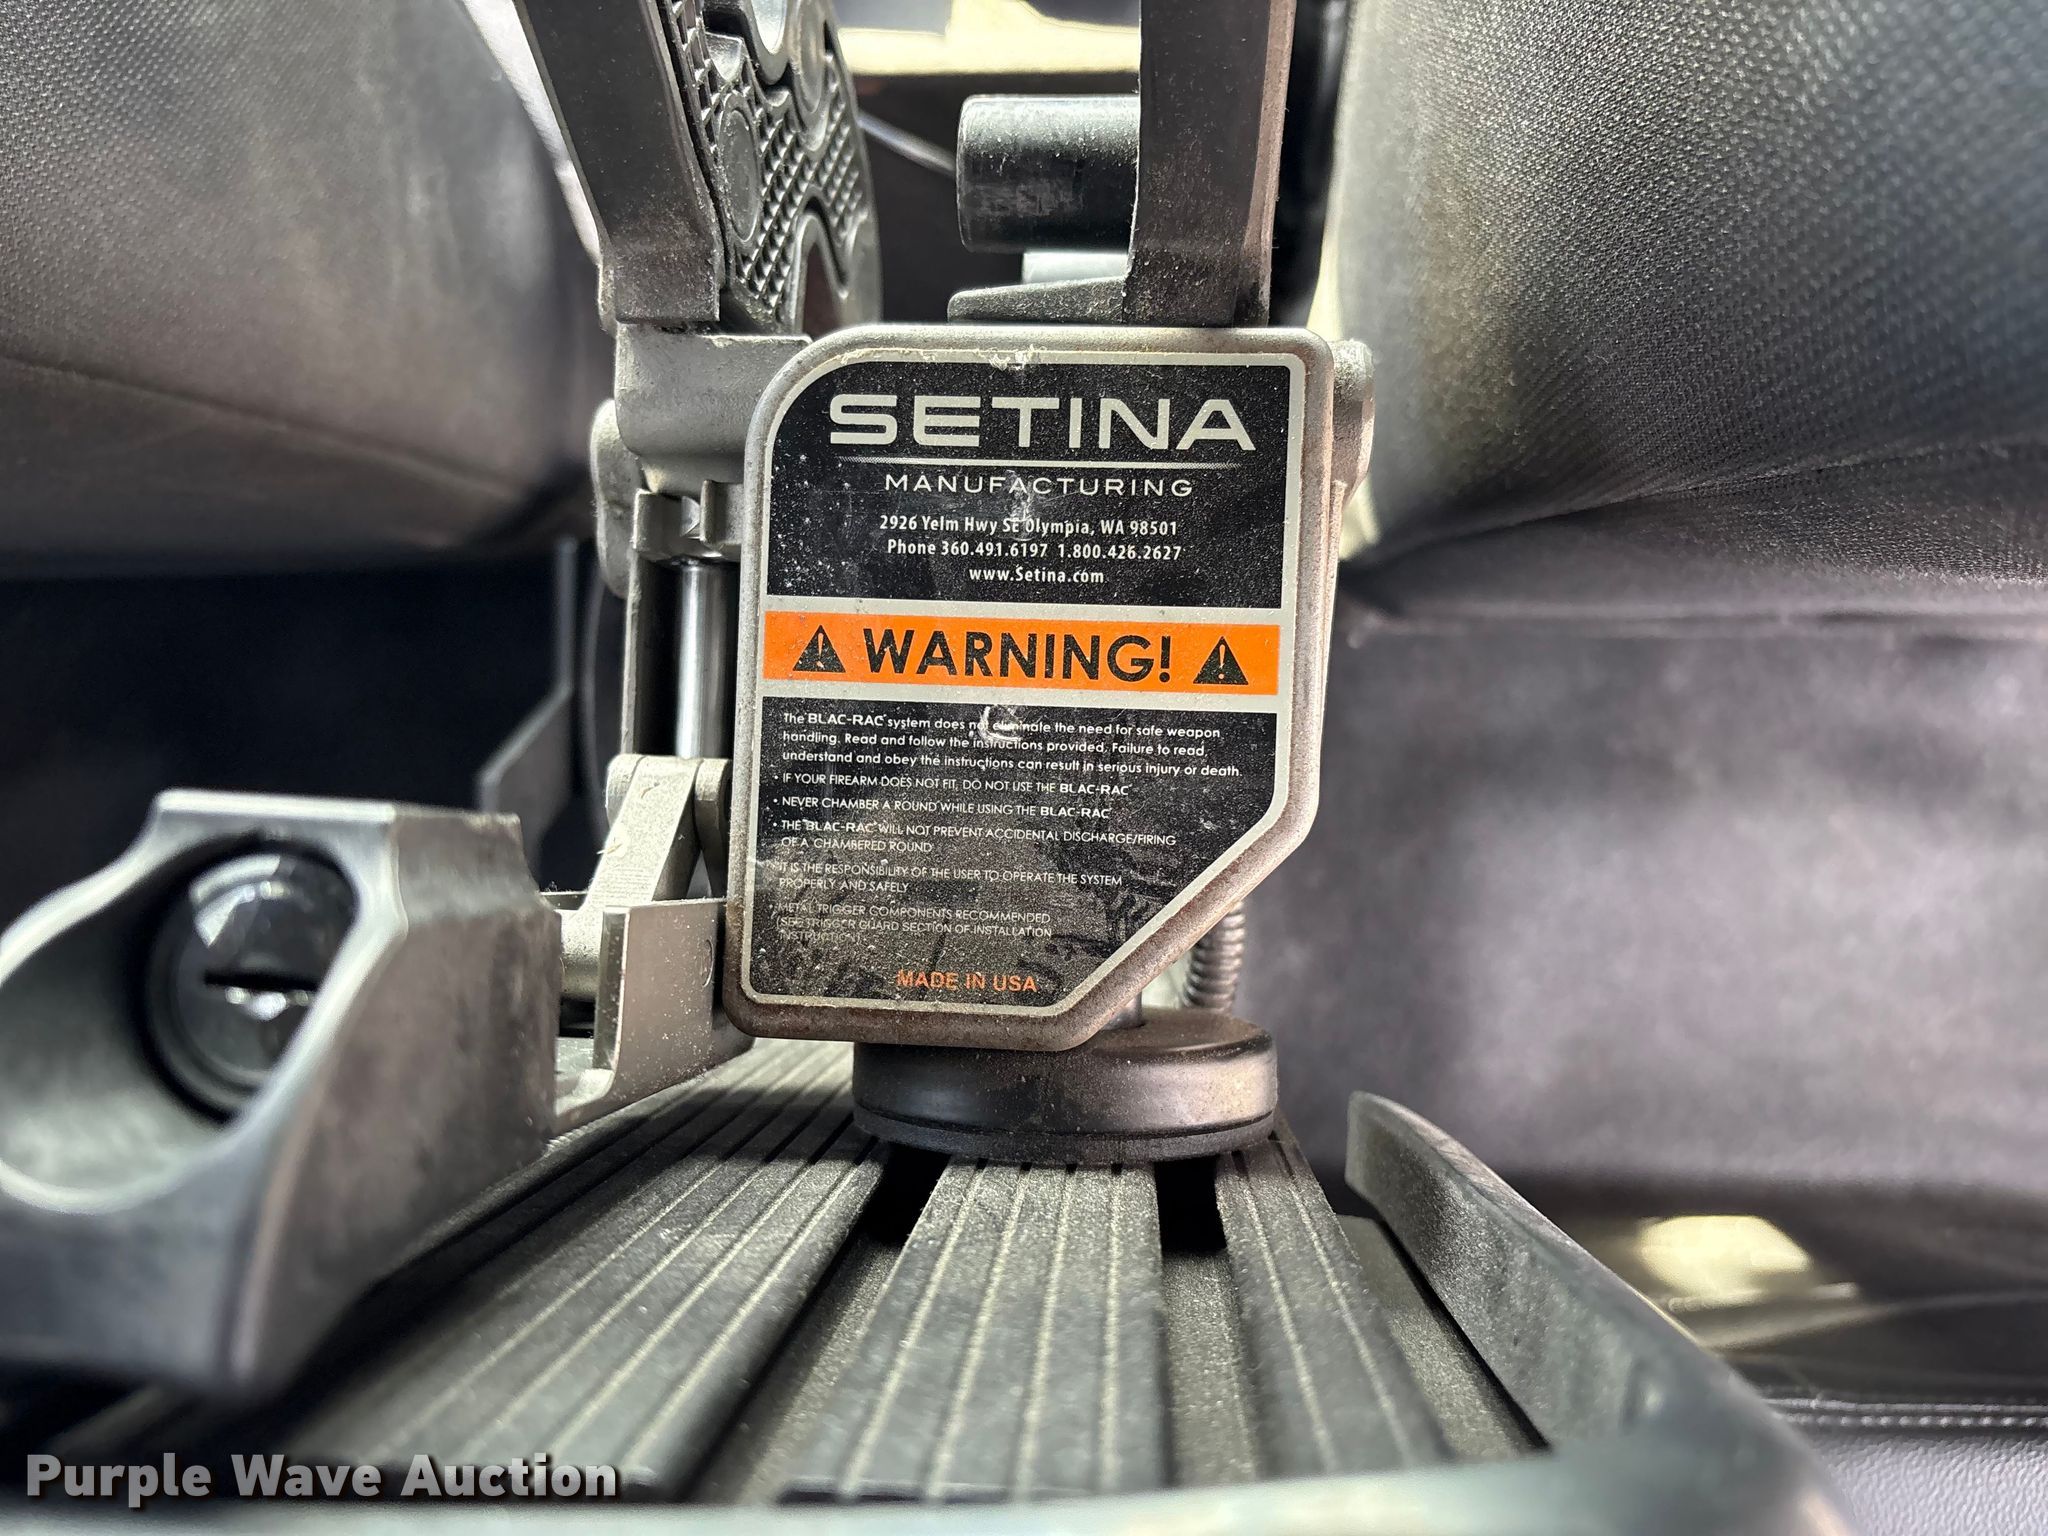 SETINA
MANUFACTURING
2926 Yelm Hwy SE Olympia, WA 98501
Phone 360.491.6197 1.800.426.2627
www.Setina.com
WARNING!
The BLAC-RAC system does not eliminate the need for safe weapon
handling. Read and follow the instructions provided. Failure to read,
understand and obey the instructions can result in serious injury or death.
• IF YOUR FIREARM DOES NOT FIT, DO NOT USE THE BLAC-RAC
• NEVER CHAMBER A ROUND WHILE USING THE BLAC-RAC
• THE BLAC-RAC WILL NOT PREVENT ACCIDENTAL DISCHARGE/FIRING
OF A CHAMBERED ROUND
• IT IS THE RESPONSIBILITY OF THE USER TO OPERATE THE SYSTEM
PROPERLY AND SAFELY
• METAL TRIGGER COMPONENTS RECOMMENDED
(SEE TRIGGER GUARD SECTION OF INSTALLATION
INSTRUCTION)
MADE IN USA
Purple Wave Auction